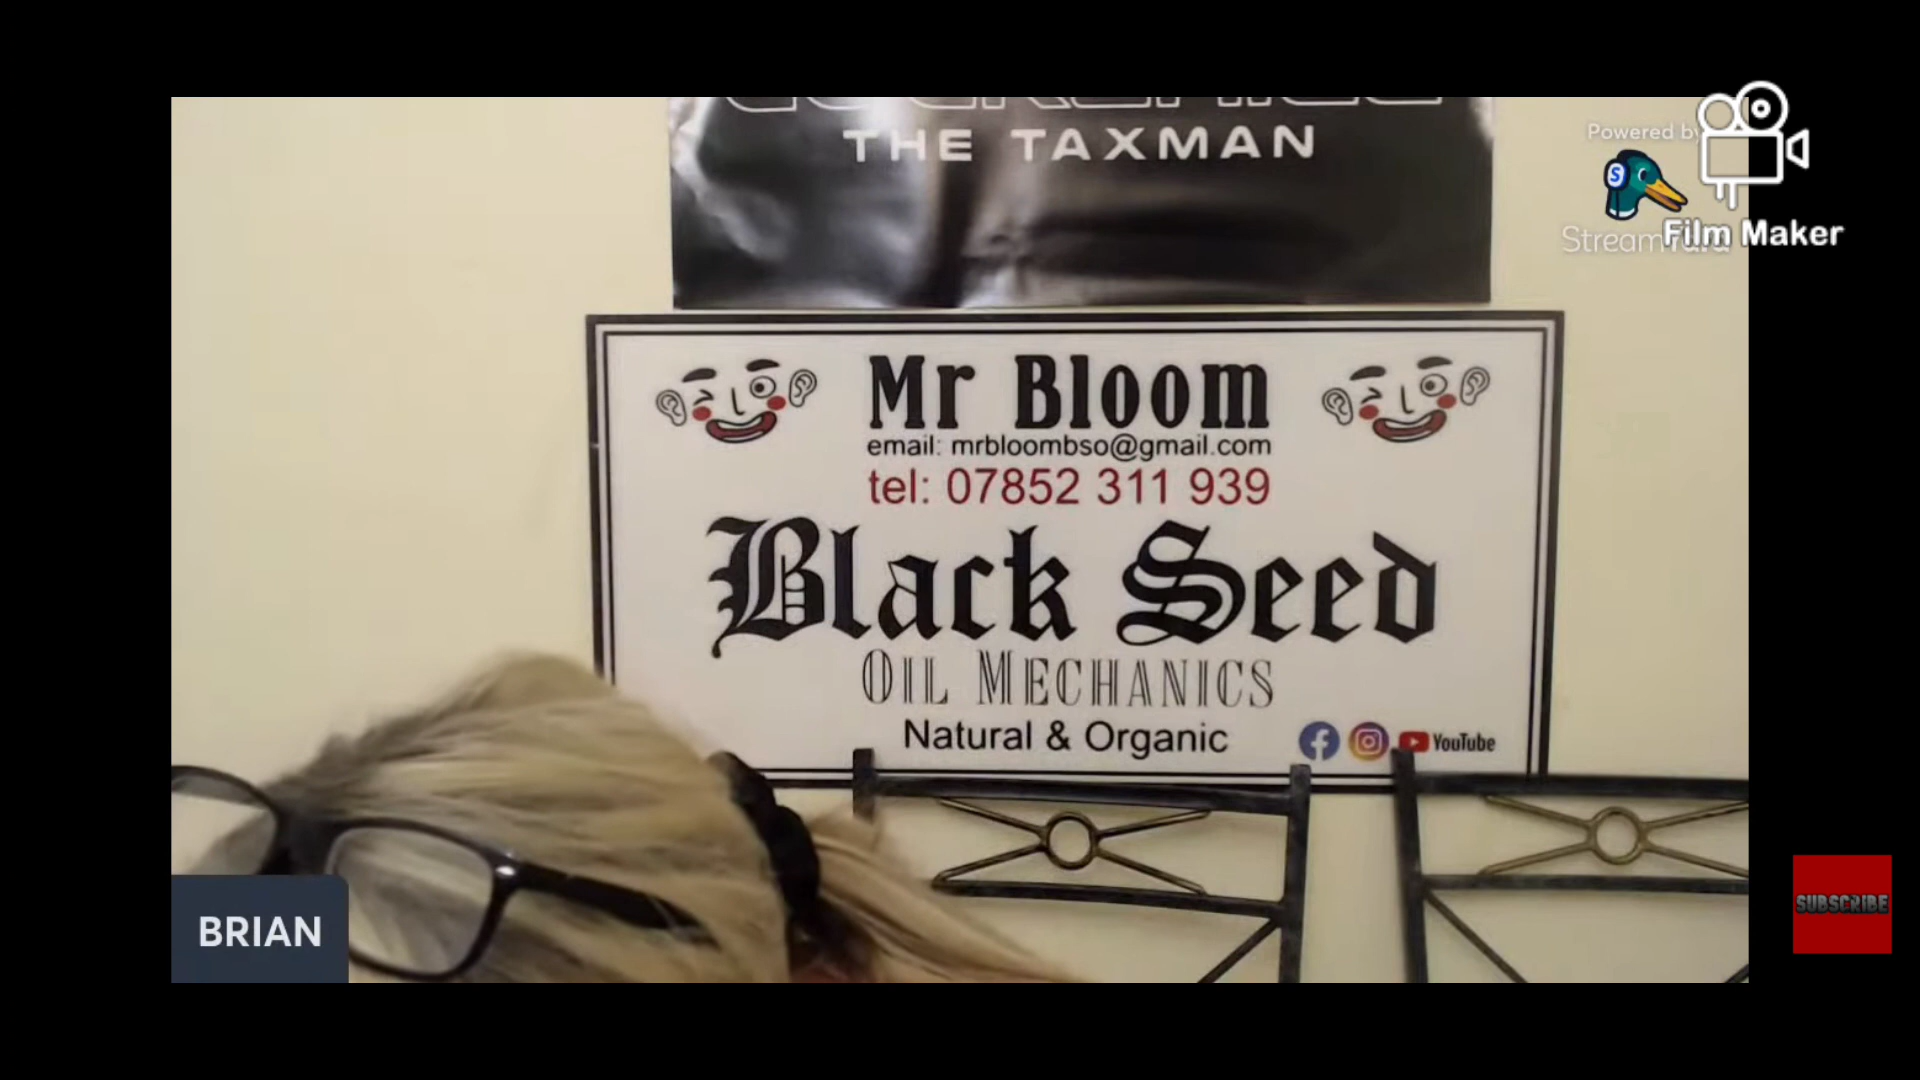 THE TAXMAN
Powered by
Film Maker
Mr Bloom
email: mrbloombso@gmail.com
tel: 07852 311 939
Black Seed
OIL MECHANICS
Natural & Organic
YouTube
SUBSCRIBE
BRIAN